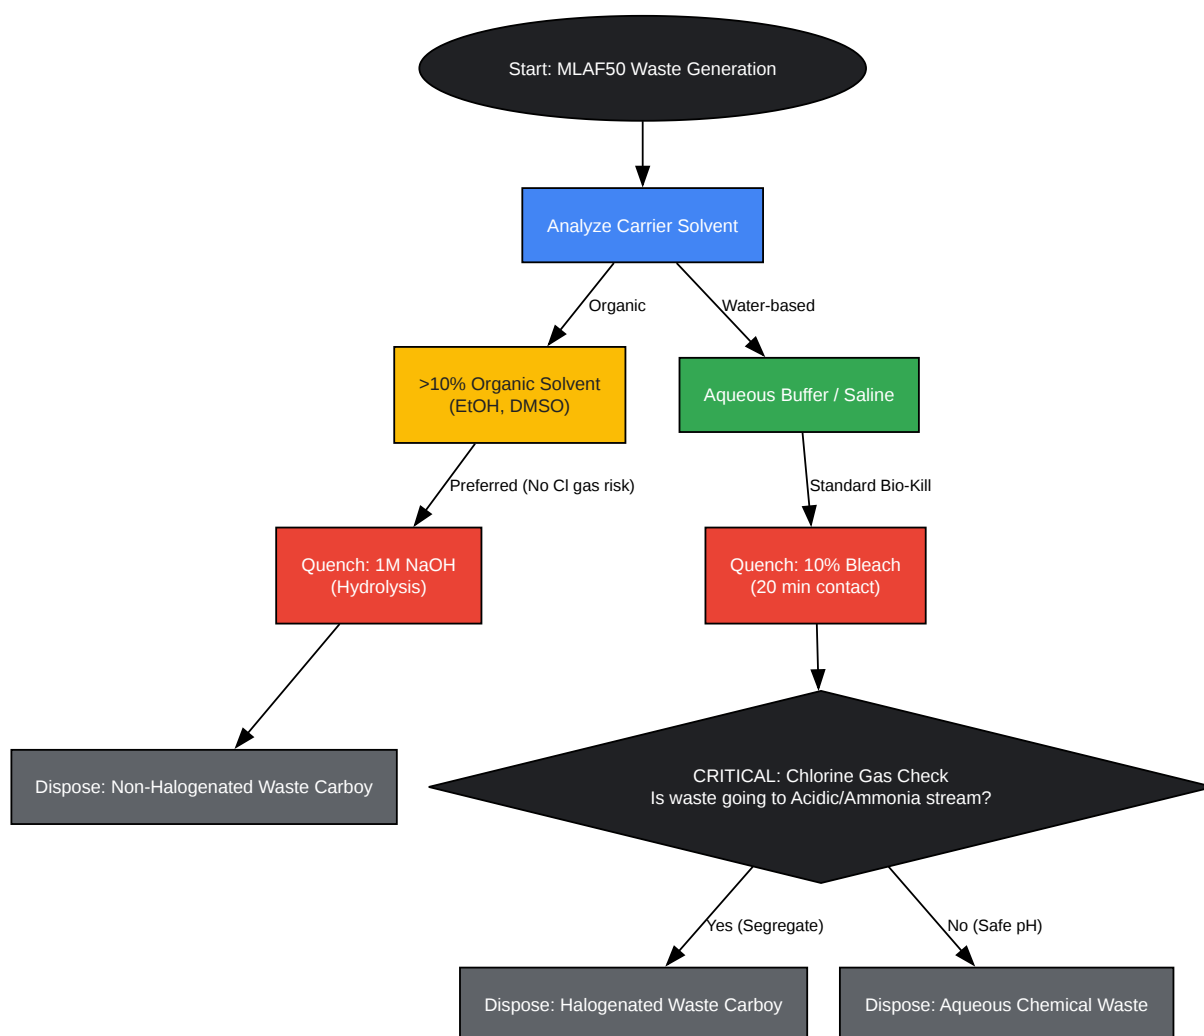 Start: MLAF50 Waste Generation
Analyze Carrier Solvent
Organic
Water-based
>10% Organic Solvent
(EtOH, DMSO)
Aqueous Buffer / Saline
Preferred (No Cl gas risk)
Standard Bio-Kill
Quench: 1M NaOH
(Hydrolysis)
Quench: 10% Bleach
(20 min contact)
Dispose: Non-Halogenated Waste Carboy
CRITICAL: Chlorine Gas Check
Is waste going to Acidic/Ammonia stream?
Yes (Segregate)
No (Safe pH)
Dispose: Halogenated Waste Carboy
Dispose: Aqueous Chemical Waste